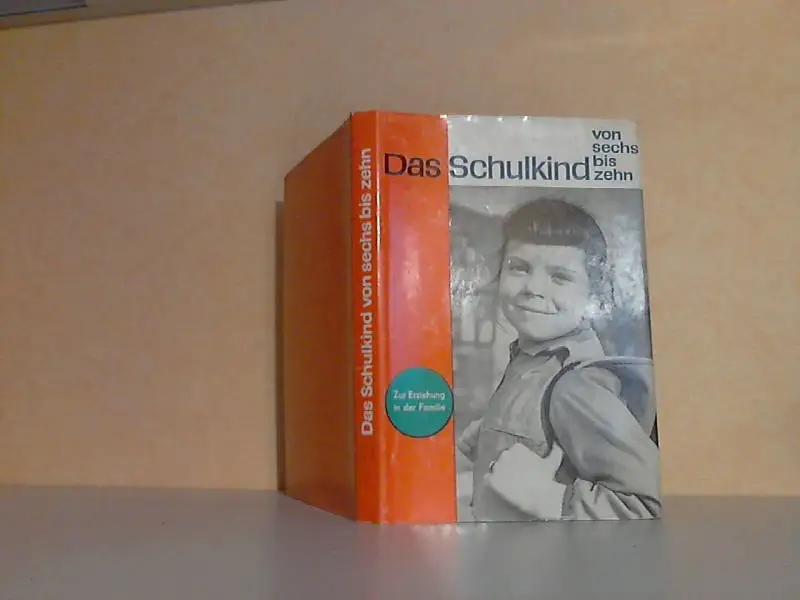 Das Schulkind von sechs bis zehn
Das Schulkind
von
sechs
bis
zehn
Zur Erziehung
in der Familie